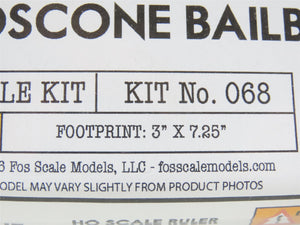 OSCONE BAILB
LE KIT KIT No. 068
FOOTPRINT: 3" X 7.25"
6 Fos Scale Models, LLC - fosscalemodels.com
ODEL MAY VARY SLIGHTLY FROM PRODUCT PHOTOS
HO SCALE RULER